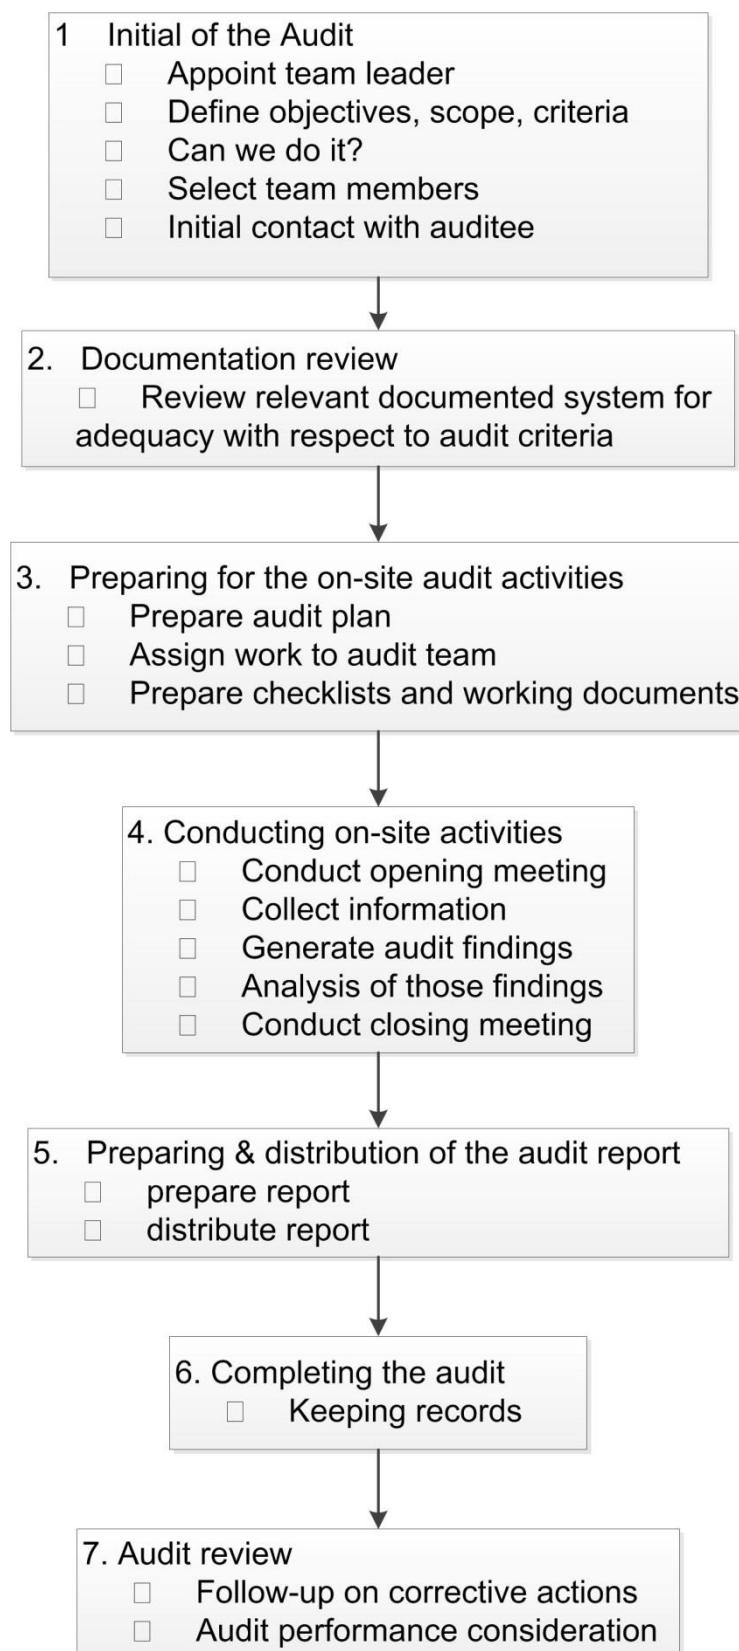 1 Initial of the Audit
□ Appoint team leader
□ Define objectives, scope, criteria
□ Can we do it?
□ Select team members
□ Initial contact with auditee
2. Documentation review
□ Review relevant documented system for
adequacy with respect to audit criteria
3. Preparing for the on-site audit activities
□ Prepare audit plan
□ Assign work to audit team
□ Prepare checklists and working documents
4. Conducting on-site activities
□ Conduct opening meeting
□ Collect information
□ Generate audit findings
□ Analysis of those findings
□ Conduct closing meeting
5. Preparing & distribution of the audit report
□ prepare report
□ distribute report
6. Completing the audit
□ Keeping records
7. Audit review
□ Follow-up on corrective actions
□ Audit performance consideration